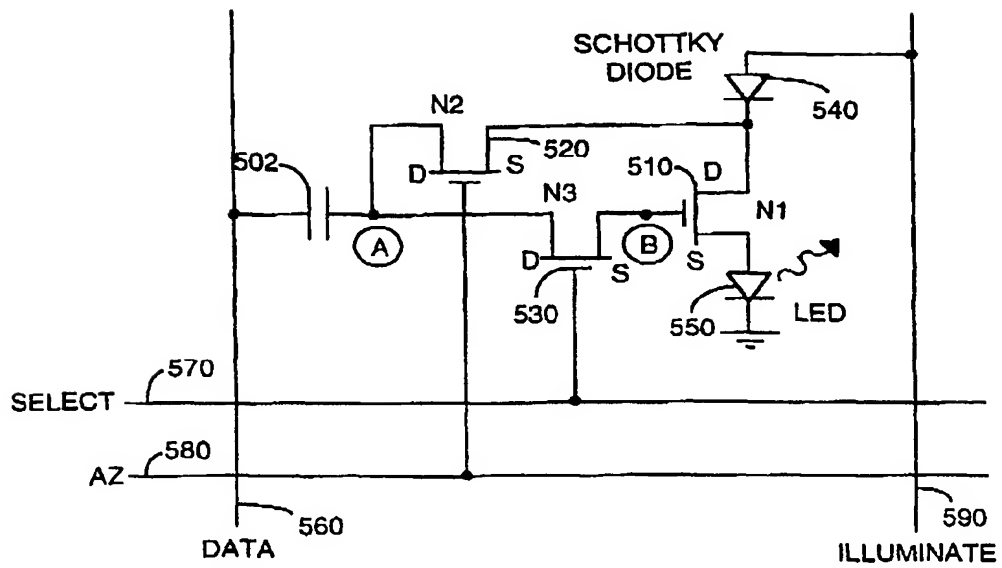 SCHOTTKY
DIODE
540
N2
520
510
D
502
D
S
N3
N1
A
B
S
D
S
530
550
LED
570
SELECT
580
AZ
560
590
DATA
ILLUMINATE